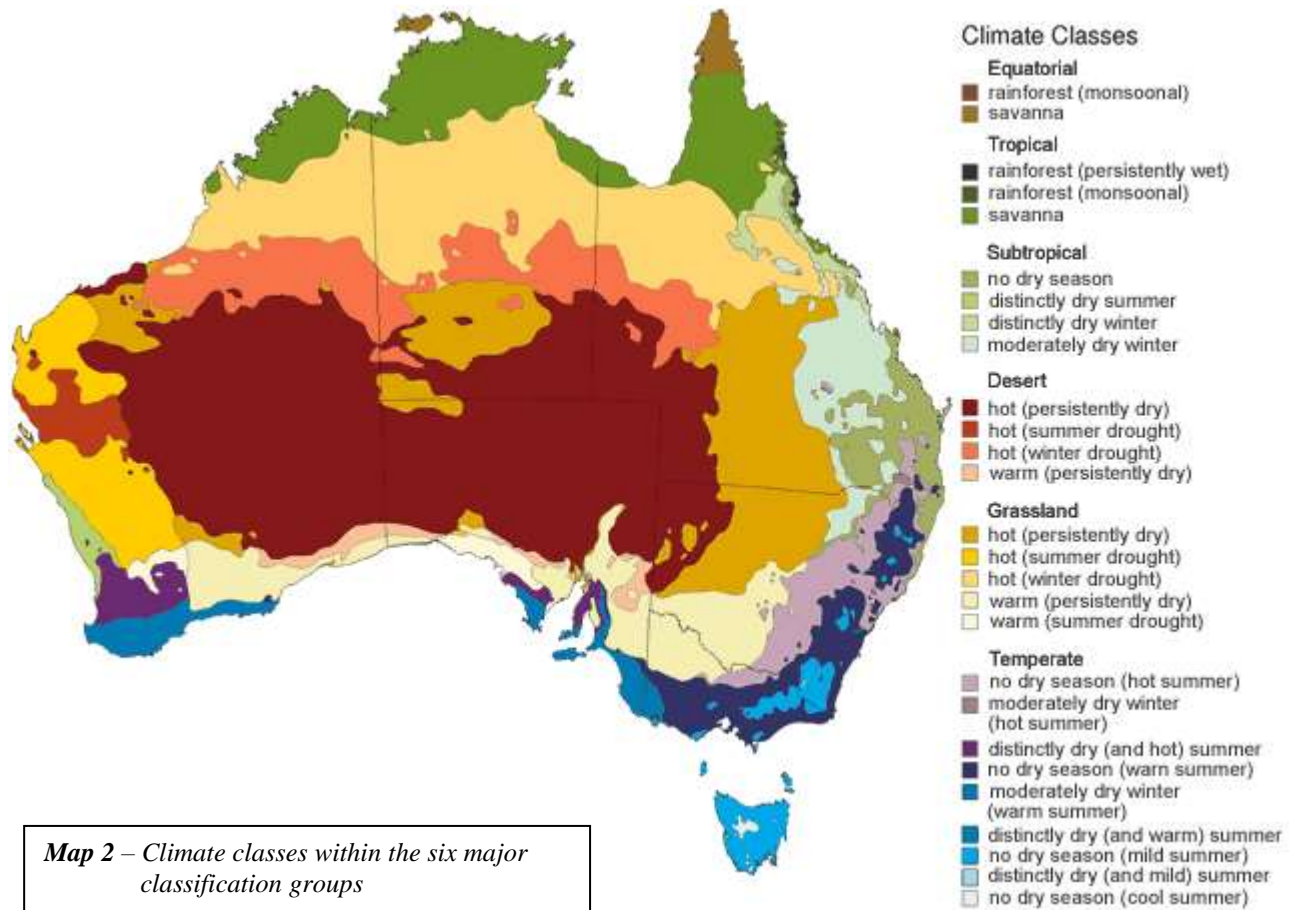 Climate Classes
Equatorial
rainforest (monsoonal)
savanna
Tropical
rainforest (persistently wet)
rainforest (monsoonal)
savanna
Subtropical
no dry season
distinctly dry summer
distinctly dry winter
moderately dry winter
Desert
hot (persistently dry)
hot (summer drought)
hot (winter drought)
warm (persistently dry)
Grassland
hot (persistently dry)
hot (summer drought)
hot (winter drought)
warm (persistently dry)
warm (summer drought)
Temperate
no dry season (hot summer)
moderately dry winter
(hot summer)
distinctly dry (and hot) summer
no dry season (warn summer)
moderately dry winter
(warm summer)
distinctly dry (and warm) summer
no dry season (mild summer)
distinctly dry (and mild) summer
no dry season (cool summer)
Map 2 – Climate classes within the six major
classification groups